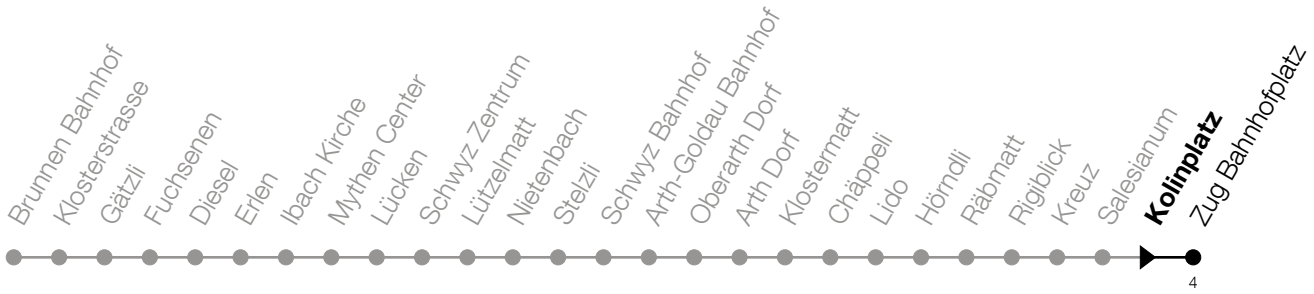 Brunnen Bahnhof
Klosterstrasse
Gätzli
Fuchsenen
Diesel
Erlen
Ibach Kirche
Mythen Center
Lücken
Schwyz Zentrum
Lützelmatt
Nietenbach
Stelzli
Schwyz Bahnhof
Arth-Goldau Bahnhof
Oberarth Dorf
Arth Dorf
Klostermatt
Chäppeli
Lido
Hörndli
Räbmatt
Rigiblick
Kreuz
Salesianum
Kolinplatz
Zug Bahnhofplatz
4